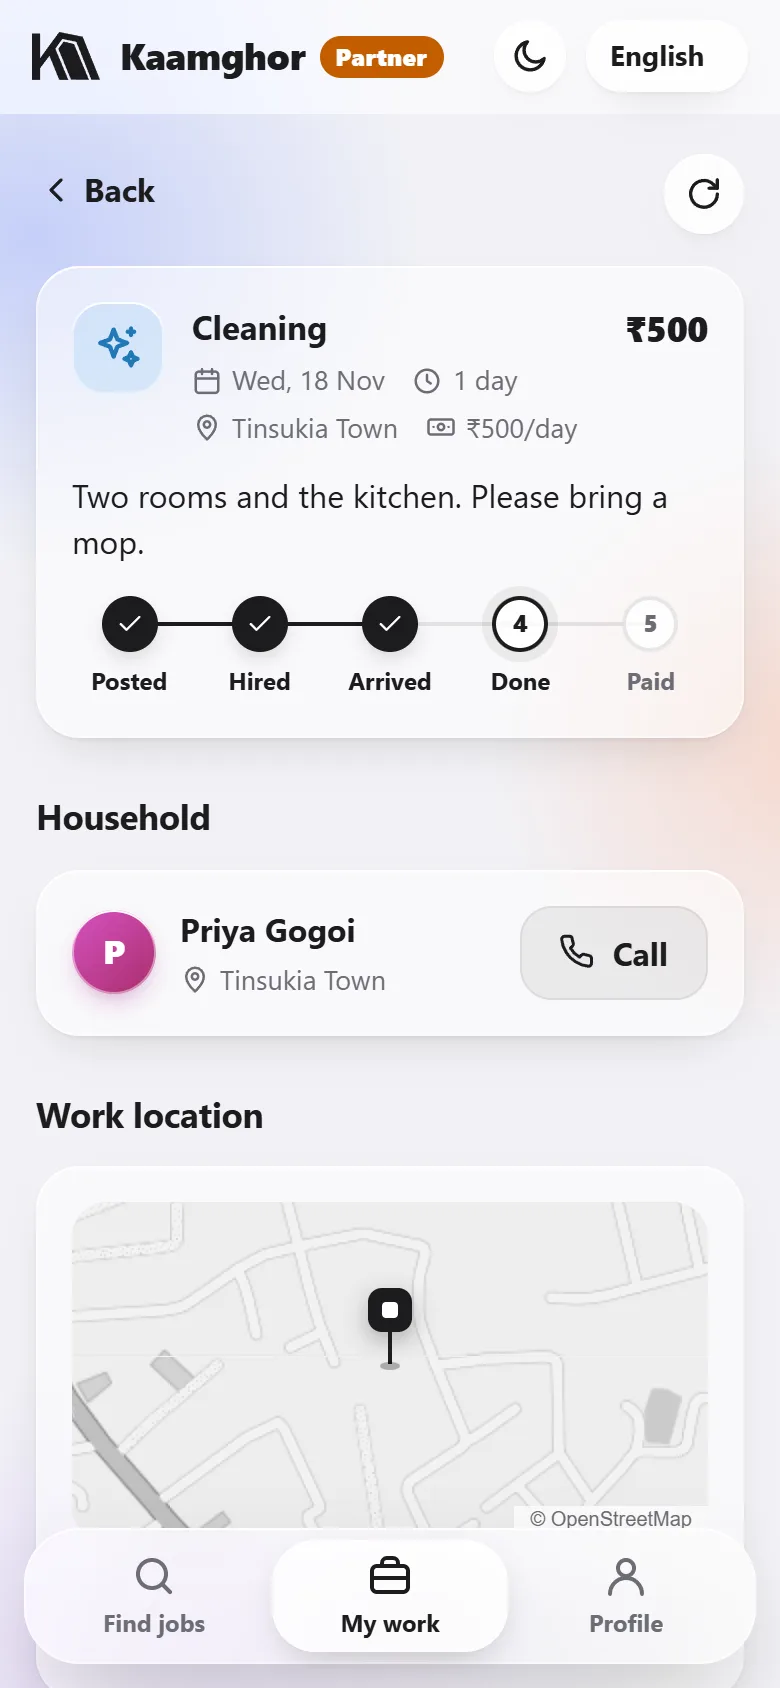 Kaamghor Partner English
Back
Cleaning ₹500
Wed, 18 Nov 1 day
Tinsukia Town ₹500/day
Two rooms and the kitchen. Please bring a
mop.
4 5
Posted Hired Arrived Done Paid
Household
P Priya Gogoi
Tinsukia Town
Call
Work location
© OpenStreetMap
Find jobs My work Profile